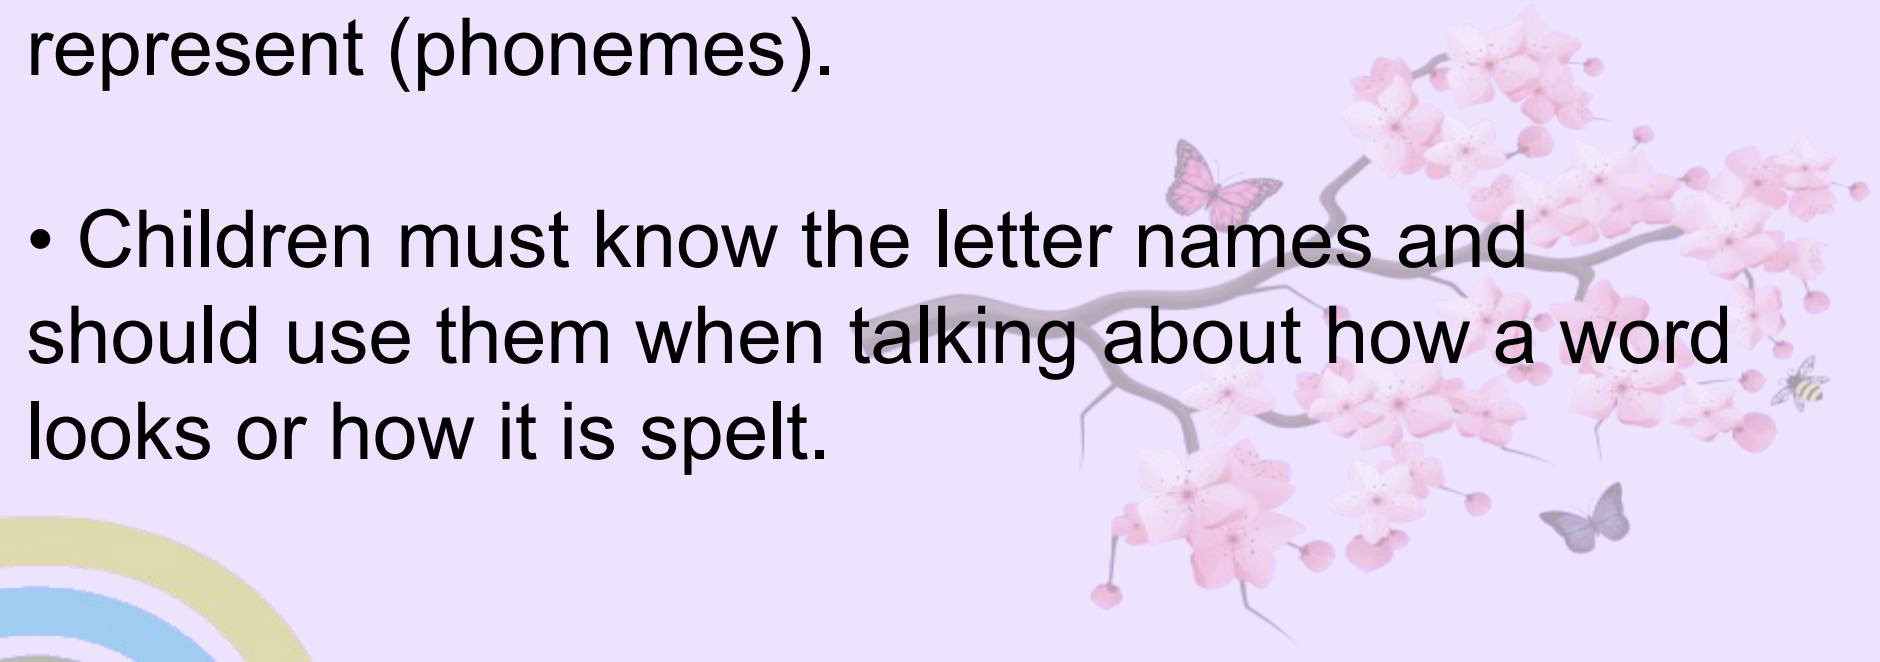 represent (phonemes).
• Children must know the letter names and
should use them when talking about how a word
looks or how it is spelt.